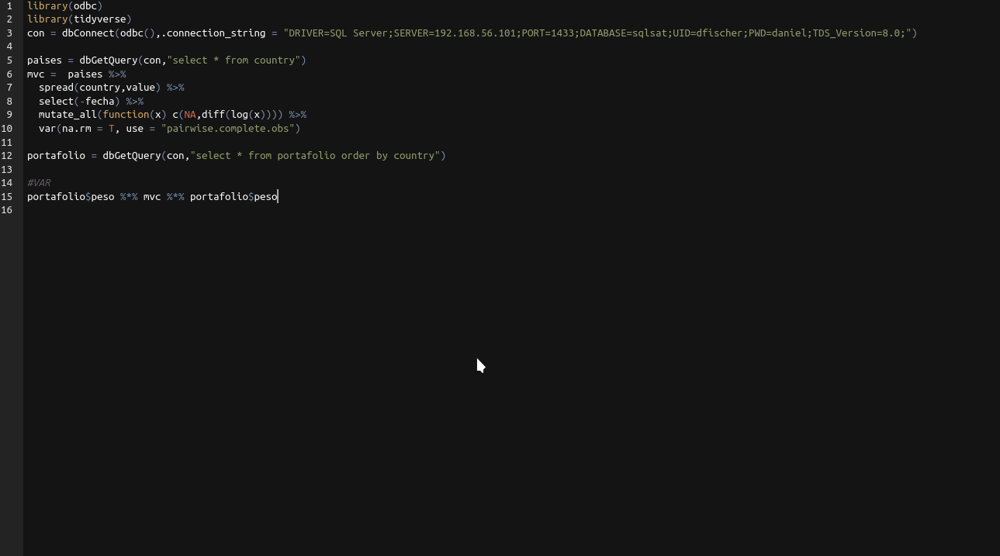 1 library(odbc)
2 library(tidyverse)
3 con = dbConnect(odbc(),.connection_string = "DRIVER=SQL Server;SERVER=192.168.56.101;PORT=1433;DATABASE=sqlsat;UID=dfischer;PWD=daniel;TDS_Version=8.0;")
4
5 paises = dbGetQuery(con,"select * from country")
6 mvc =  paises %>%
7   spread(country,value) %>%
8   select(-fecha) %>%
9   mutate_all(function(x) c(NA,diff(log(x)))) %>%
10   var(na.rm = T, use = "pairwise.complete.obs")
11
12 portafolio = dbGetQuery(con,"select * from portafolio order by country")
13
14 #VAR
15 portafolio$peso %*% mvc %*% portafolio$peso
16